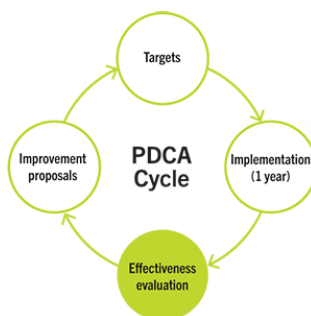 Targets
Improvement
proposals
PDCA
Cycle
Implementation
(1 year)
Effectiveness
evaluation